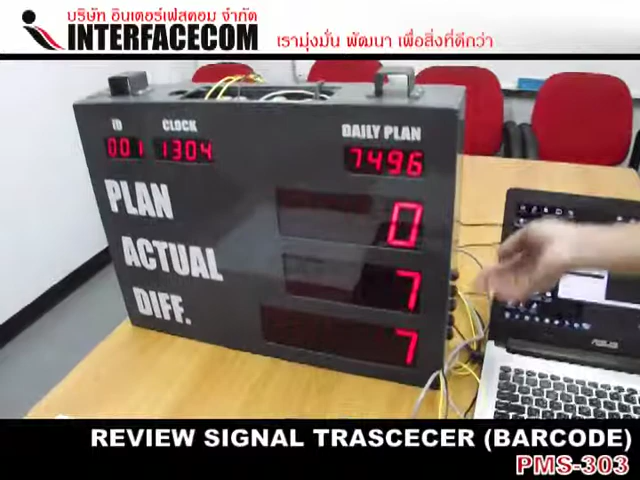 บริษัท อินเตอร์เฟสคอม จำกัด
INTERFACECOM
เรามุ่งมั่น พัฒนา เพื่อสิ่งที่ดีกว่า
ID CLOCK DAILY PLAN
001 1304 7496
PLAN 0
ACTUAL 7
DIFF. 7
ASUS
REVIEW SIGNAL TRASCECER (BARCODE)
PMS-303